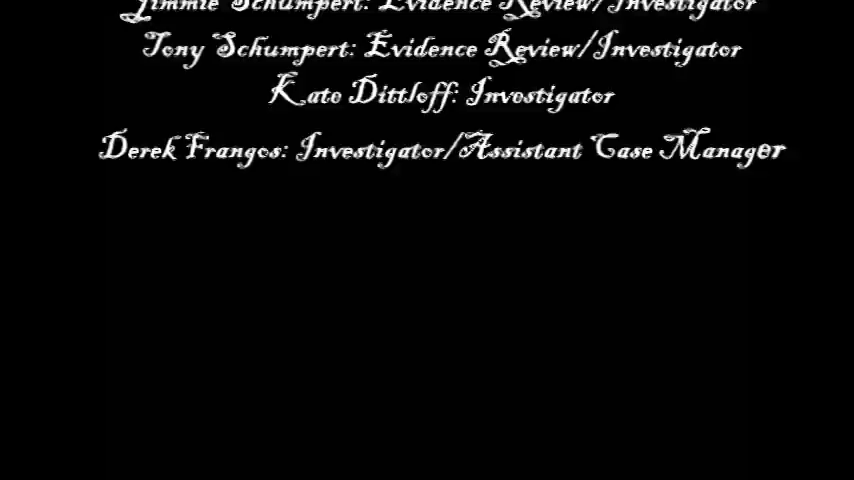 Jimmie Schumpert: Evidence Review/Investigator
Tony Schumpert: Evidence Review/Investigator
Kate Dittloff: Investigator
Derek Frangos: Investigator/Assistant Case Manager